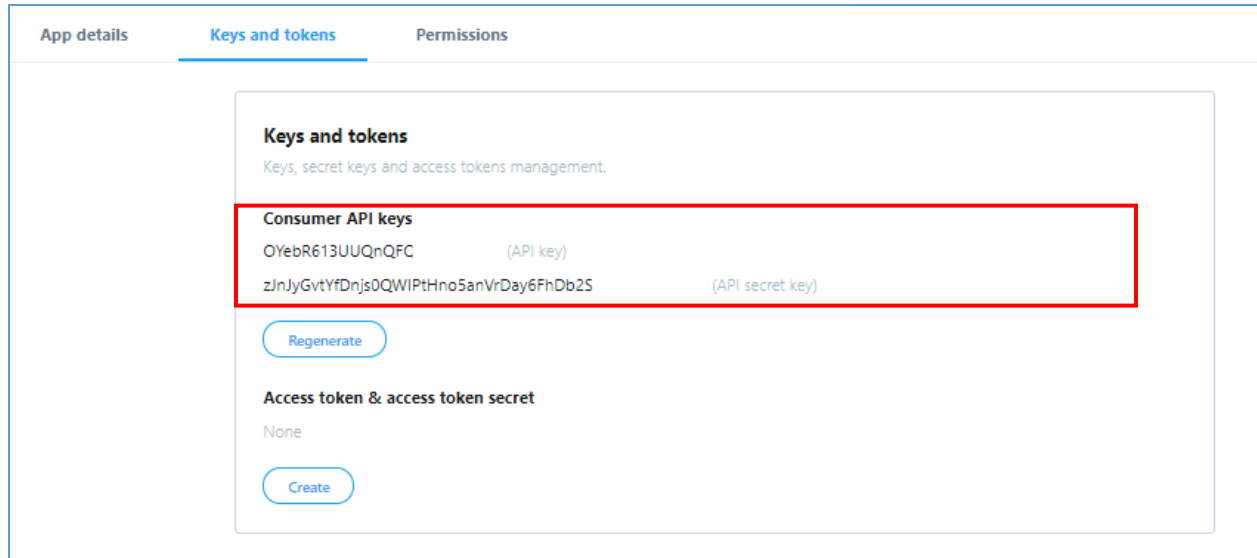 App details Keys and tokens Permissions
Keys and tokens
Keys, secret keys and access tokens management.
Consumer API keys
OYebR613UUQnQFC (API key)
zJnJyGvtYfDnjs0QWIPtHno5anVrDay6FhDb2S (API secret key)
Regenerate
Access token & access token secret
None
Create